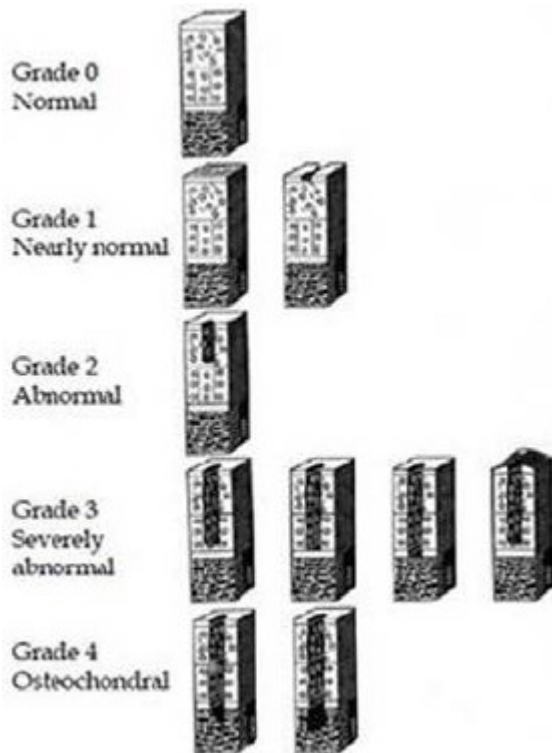 Grade 0
Normal
Grade 1
Nearly normal
Grade 2
Abnormal
Grade 3
Severely
abnormal
Grade 4
Osteochondral